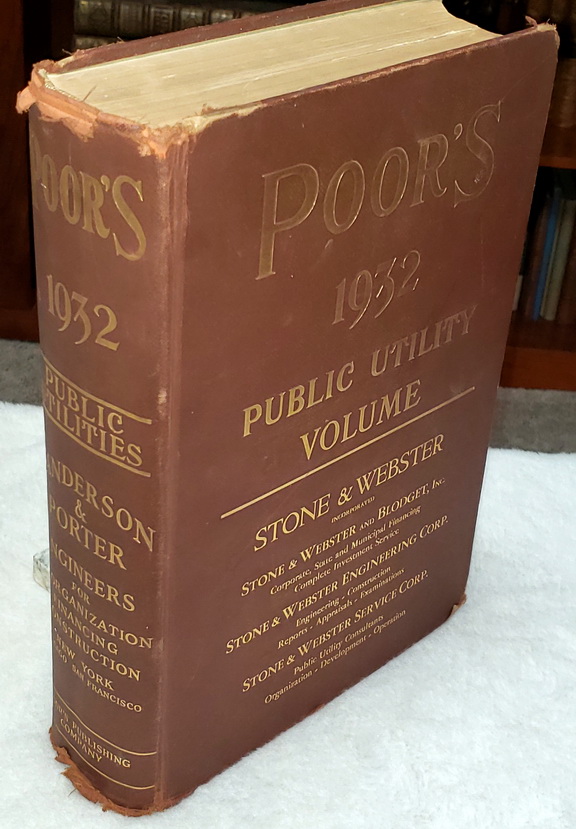 POOR'S
1932
PUBLIC
UTILITIES
SANDERSON
&
PORTER
ENGINEERS
FOR
ORGANIZATION
FINANCING
CONSTRUCTION
NEW YORK
SAN FRANCISCO
PUBLISHING
COMPANY
POOR'S
1932
PUBLIC UTILITY
VOLUME
STONE & WEBSTER
INCORPORATED
STONE & WEBSTER AND BLODGET, INC.
Corporate, State and Municipal Financing
Complete Investment Service
STONE & WEBSTER ENGINEERING CORP.
Engineering - Construction
Reports - Appraisals - Examinations
STONE & WEBSTER SERVICE CORP.
Public Utility Consultants
Organization - Development - Operation